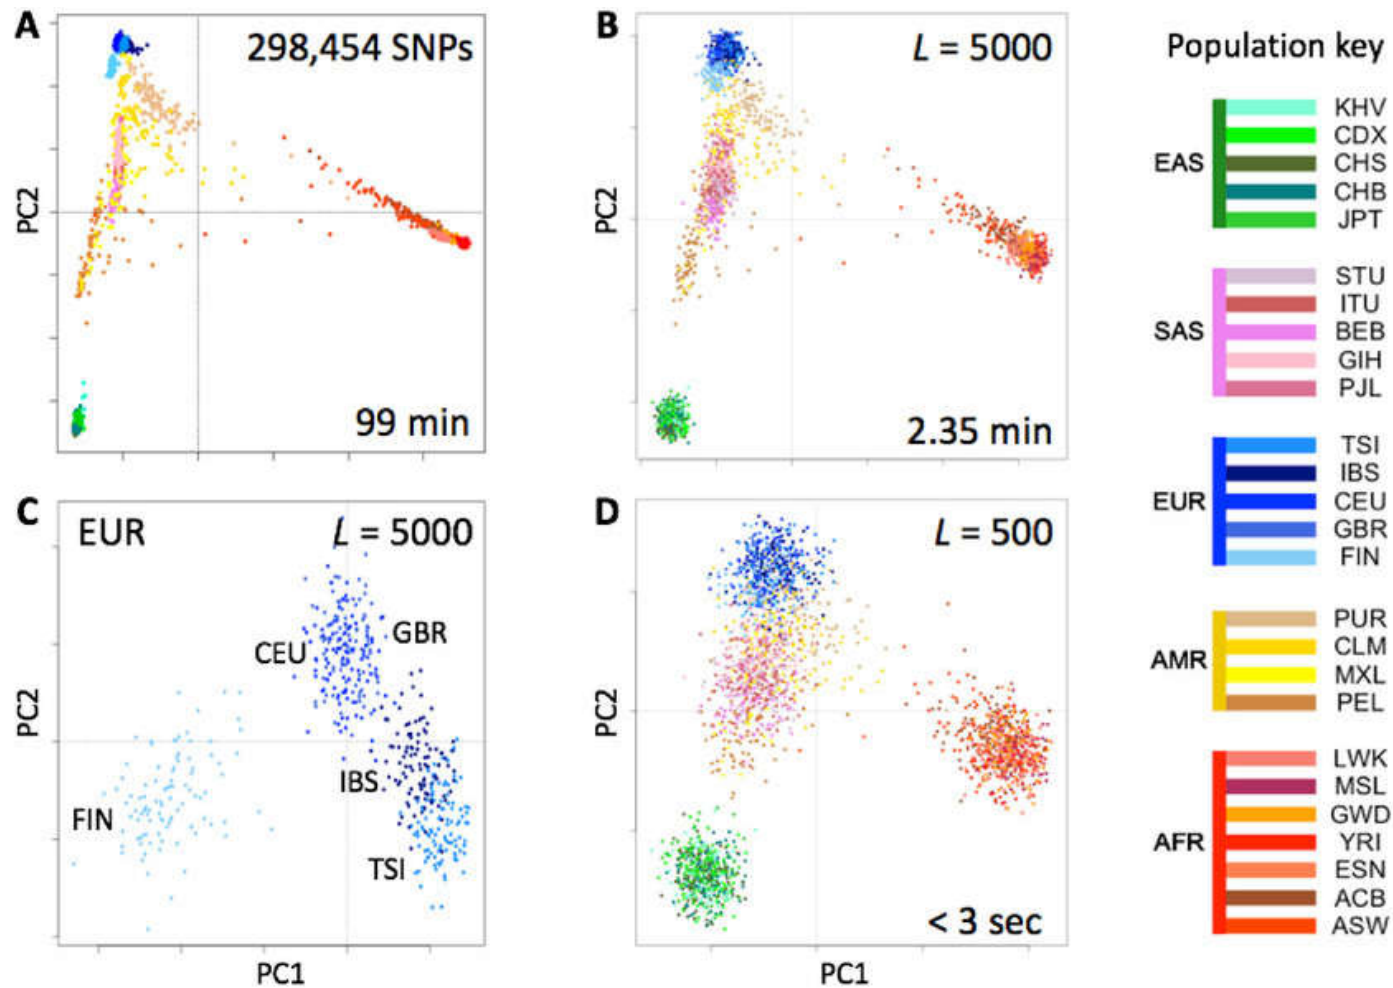 A
298,454 SNPs
PC2
99 min
B
L = 5000
PC2
2.35 min
C
EUR
L = 5000
CEU
GBR
IBS
FIN
TSI
PC2
PC1
D
L = 500
PC2
< 3 sec
PC1
Population key
EAS
KHV
CDX
CHS
CHB
JPT
SAS
STU
ITU
BEB
GIH
PJL
EUR
TSI
IBS
CEU
GBR
FIN
AMR
PUR
CLM
MXL
PEL
AFR
LWK
MSL
GWD
YRI
ESN
ACB
ASW